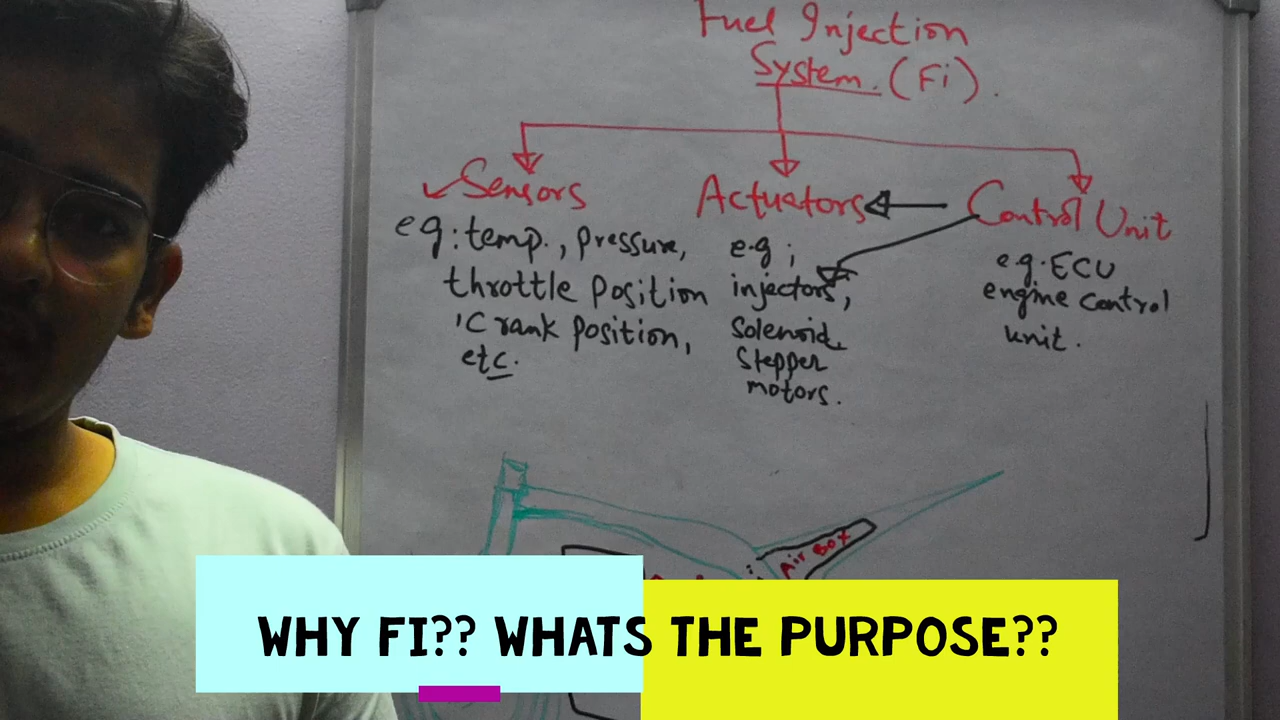 Fuel Injection
System. (Fi).
Sensors
Actuators
Control Unit
eg: temp., pressure,
throttle position
, Crank position,
etc.
e.g ;
injectors,
solenoid,
stepper
motors.
e.g. ECU
engine control
unit.
Air Box
WHY FI?? WHATS THE PURPOSE??